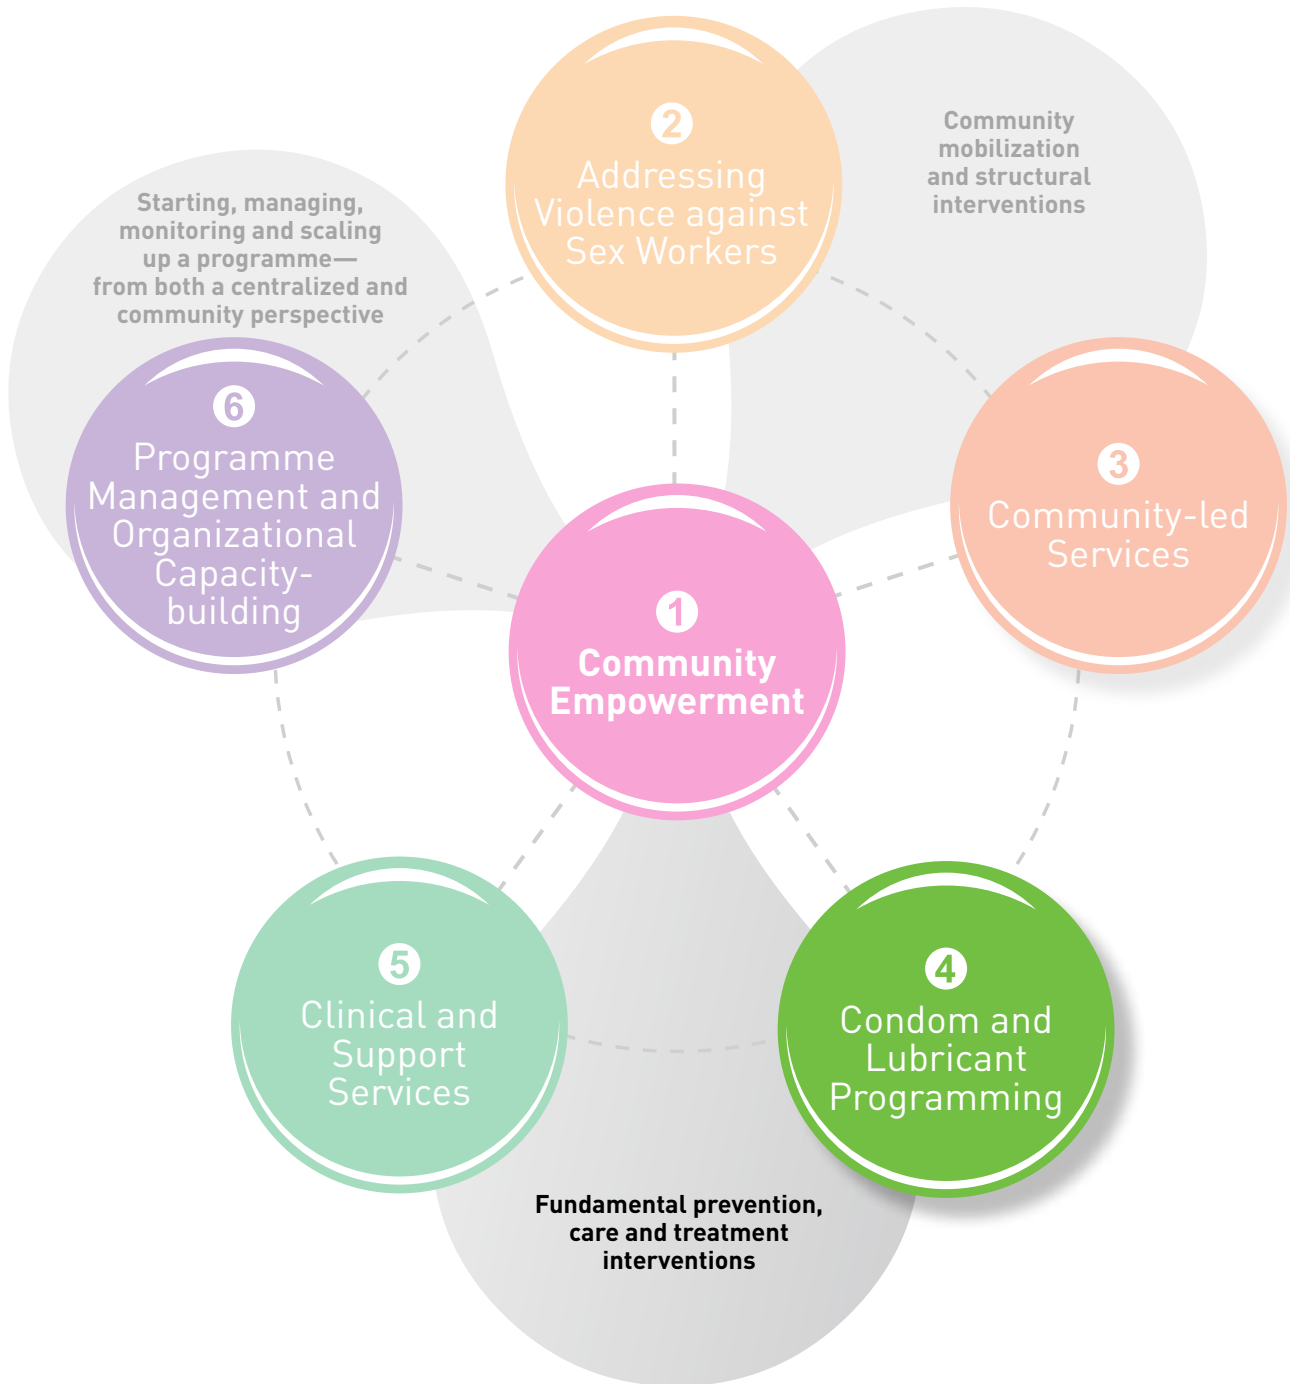 2
Addressing
Violence against
Sex Workers
Community
mobilization
and structural
interventions
Starting, managing,
monitoring and scaling
up a programme—
from both a centralized and
community perspective
6
Programme
Management and
Organizational
Capacity-
building
3
Community-led
Services
1
Community
Empowerment
5
Clinical and
Support
Services
4
Condom and
Lubricant
Programming
Fundamental prevention,
care and treatment
interventions